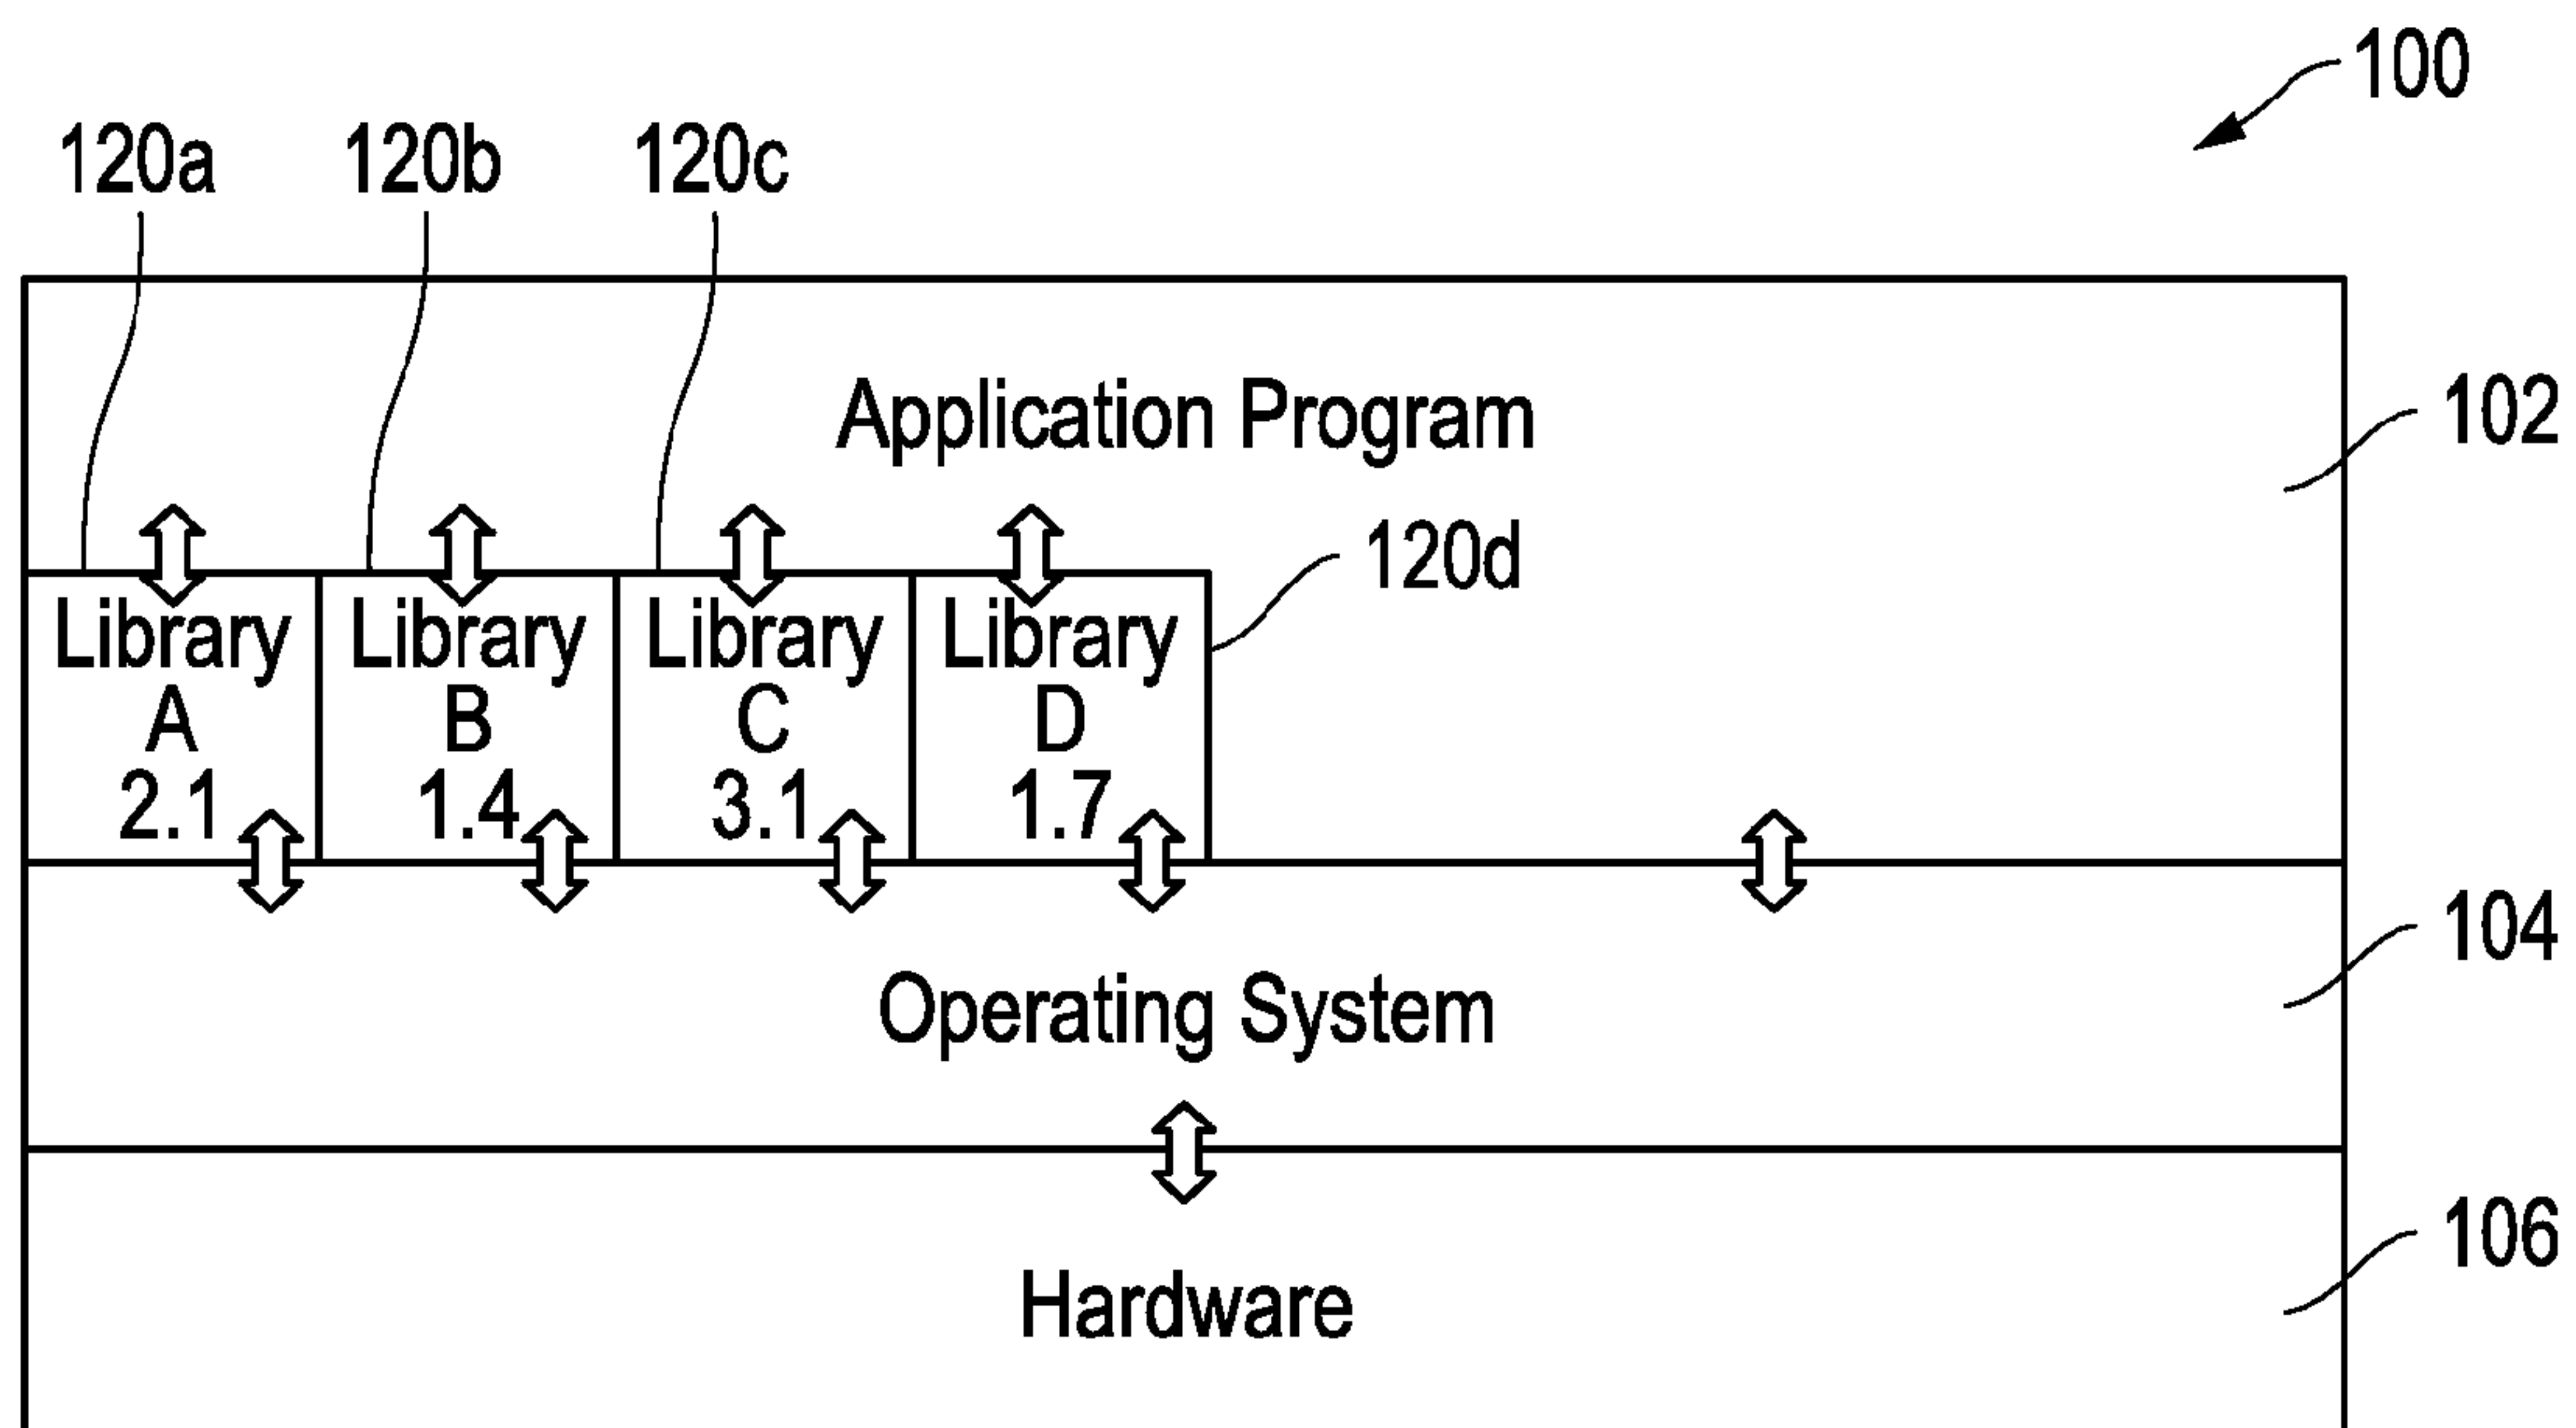 100
120a 120b 120c
Application Program
102
120d
Library Library Library Library
A B C D
2.1 1.4 3.1 1.7
104
Operating System
106
Hardware